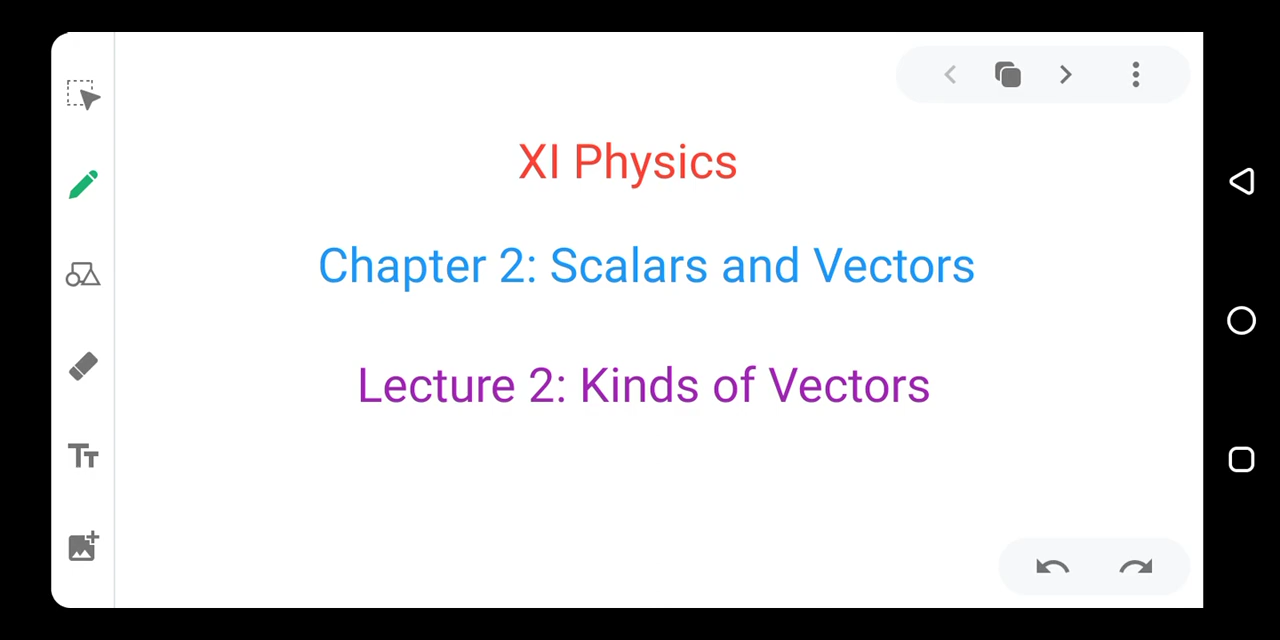 XI Physics
Chapter 2: Scalars and Vectors
Lecture 2: Kinds of Vectors